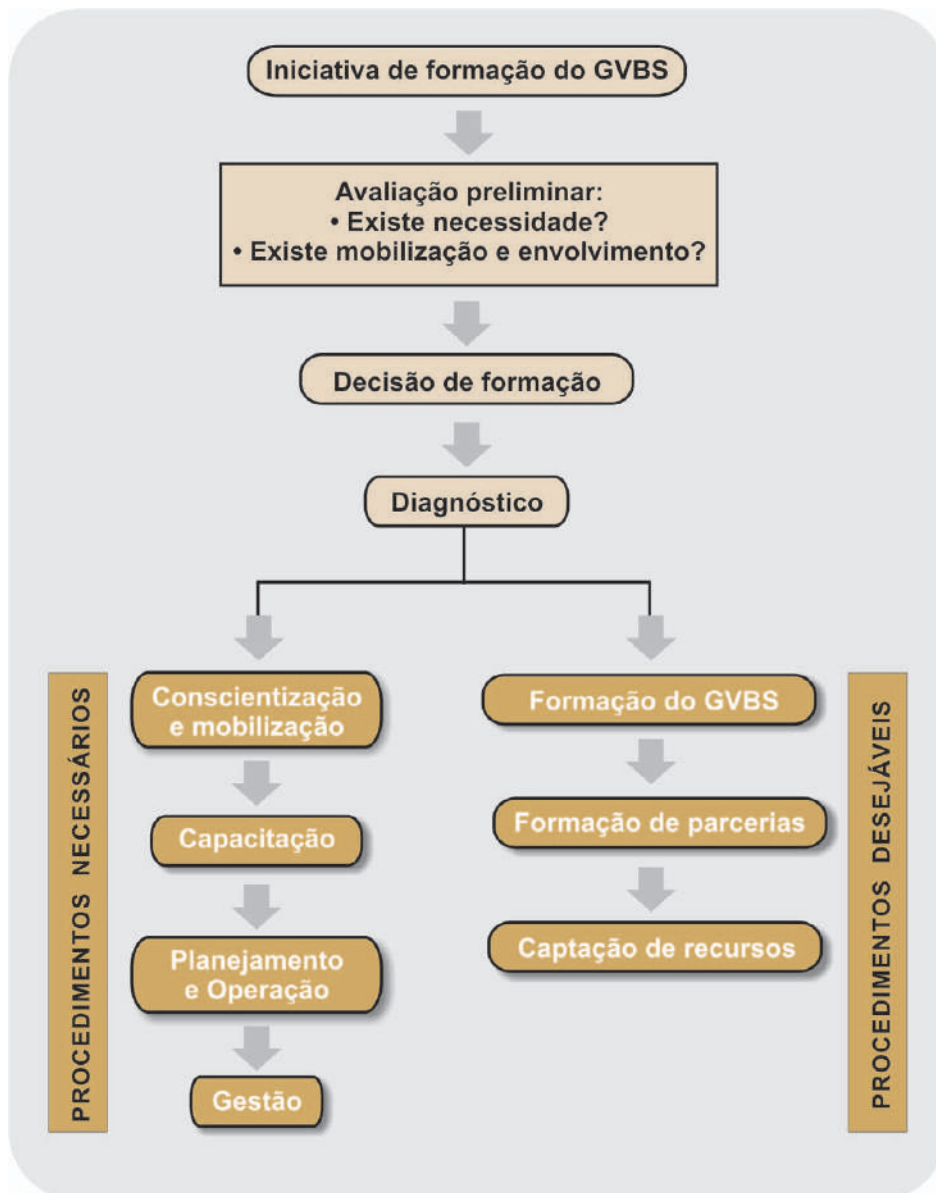 Iniciativa de formação do GVBS
Avaliação preliminar:
• Existe necessidade?
• Existe mobilização e envolvimento?
Decisão de formação
Diagnóstico
PROCEDIMENTOS NECESSÁRIOS
Conscientização
e mobilização
Capacitação
Planejamento
e Operação
Gestão
Formação do GVBS
Formação de parcerias
Captação de recursos
PROCEDIMENTOS DESEJÁVEIS